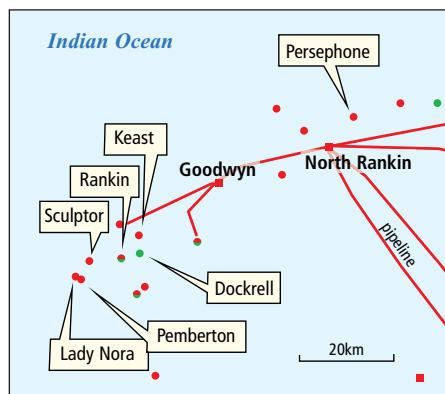 Indian Ocean
Persephone
Keast
Goodwyn
North Rankin
Rankin
Sculptor
pipeline
Dockrell
Pemberton
Lady Nora
20km